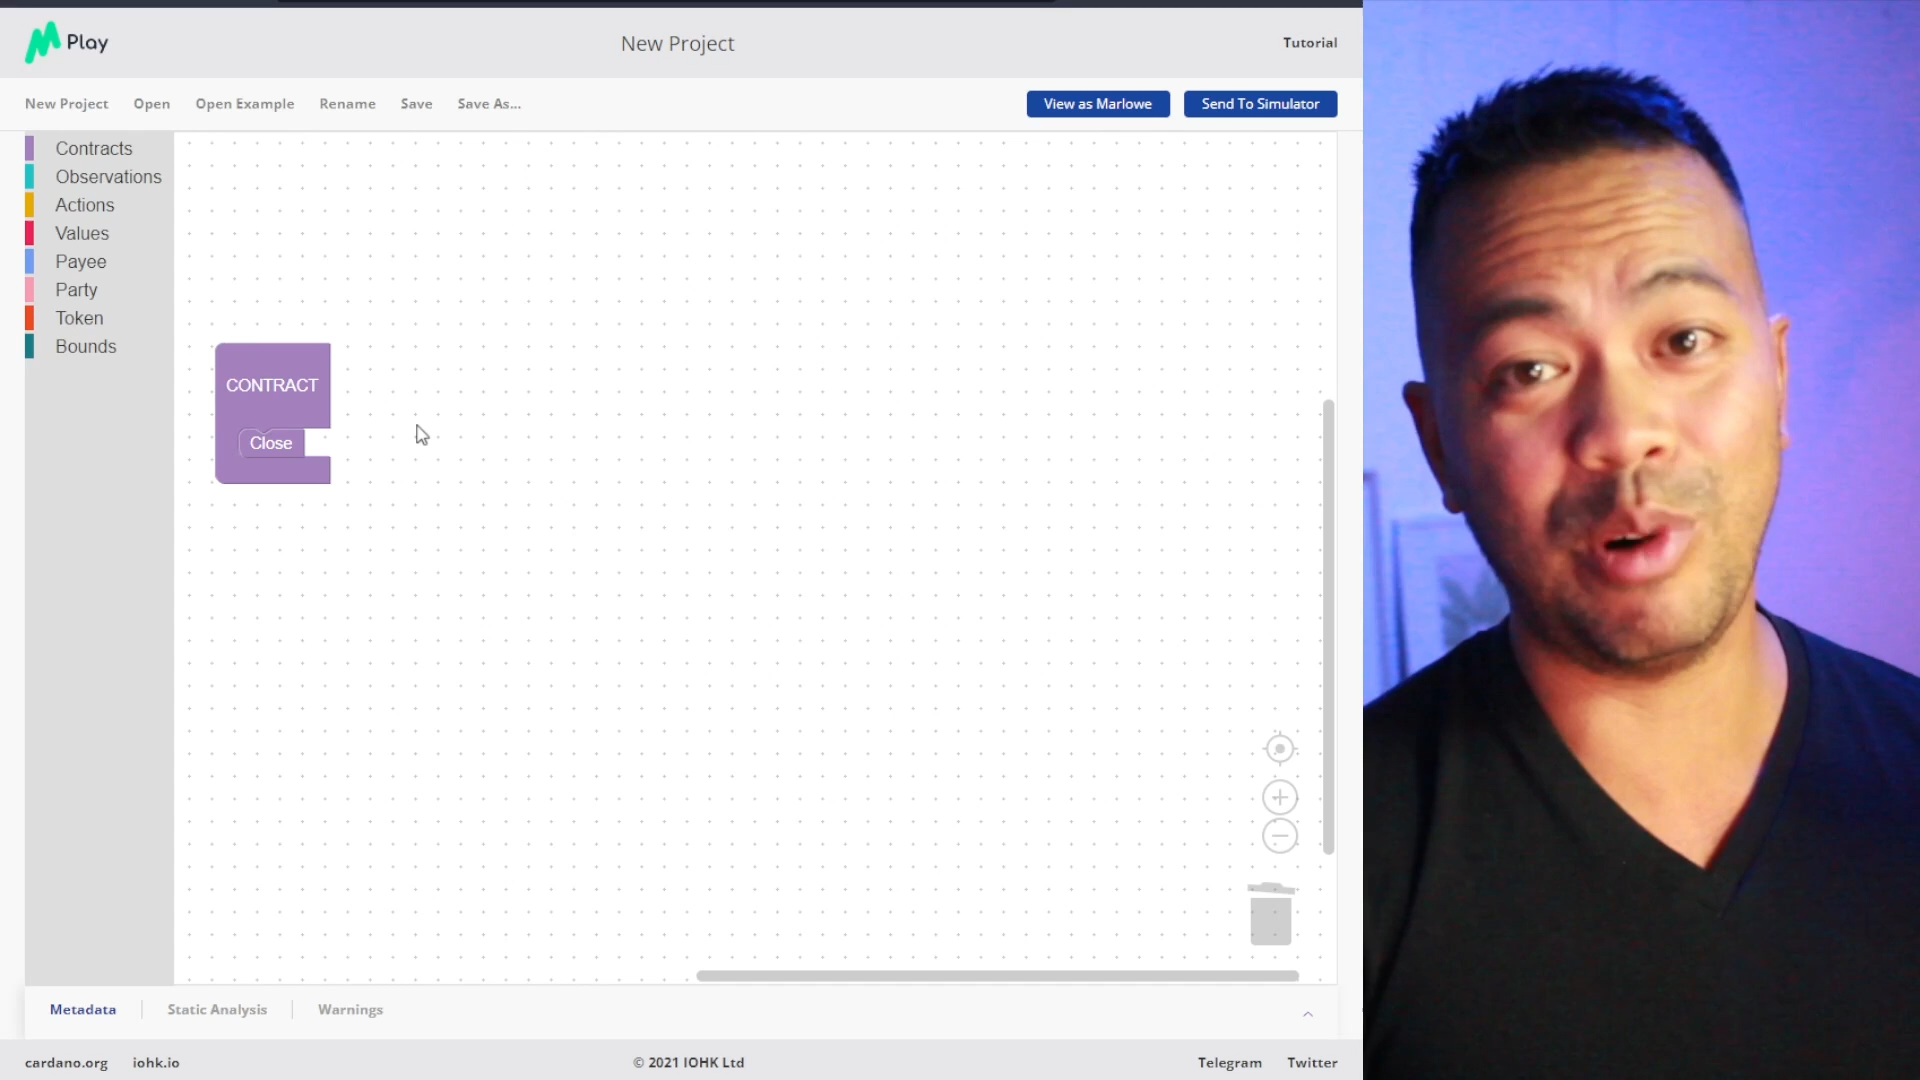 Play
New Project
Tutorial
New Project Open Open Example Rename Save Save As...
View as Marlowe Send To Simulator
Contracts
Observations
Actions
Values
Payee
Party
Token
Bounds
CONTRACT
Close
Metadata Static Analysis Warnings
cardano.org iohk.io © 2021 IOHK Ltd Telegram Twitter